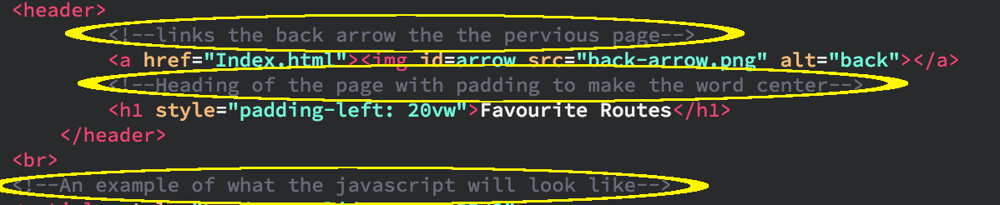 <header>
<!--links the back arrow the the pervious page-->
<a href="Index.html"><img id=arrow src="back-arrow.png" alt="back"></a>
<!--Heading of the page with padding to make the word center-->
<h1 style="padding-left: 20vw">Favourite Routes</h1>
</header>
<br>
<!--An example of what the javascript will look like-->